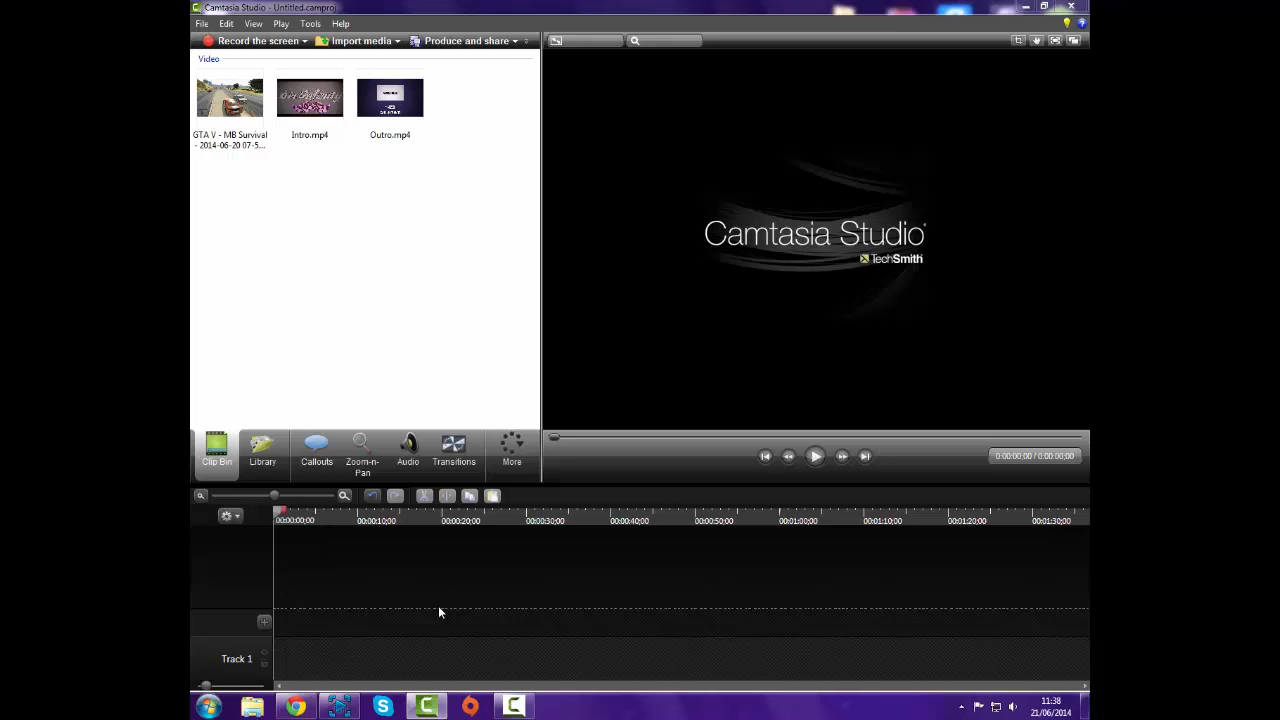 Camtasia Studio - Untitled.camproj
File Edit View Play Tools Help
Record the screen Import media Produce and share
Video
GTA V - MB Survival
- 2014-06-20 07-5...
Intro.mp4
Outro.mp4
Camtasia Studio
TechSmith
Clip Bin
Library
Callouts
Zoom-n-
Pan
Audio
Transitions
More
0:00:00;00 / 0:00:00;00
00:00:00;00 00:00:10;00 00:00:20;00 00:00:30;00 00:00:40;00 00:00:50;00 00:01:00;00 00:01:10;00 00:01:20;00 00:01:30;00
Track 1
11:38
21/06/2014